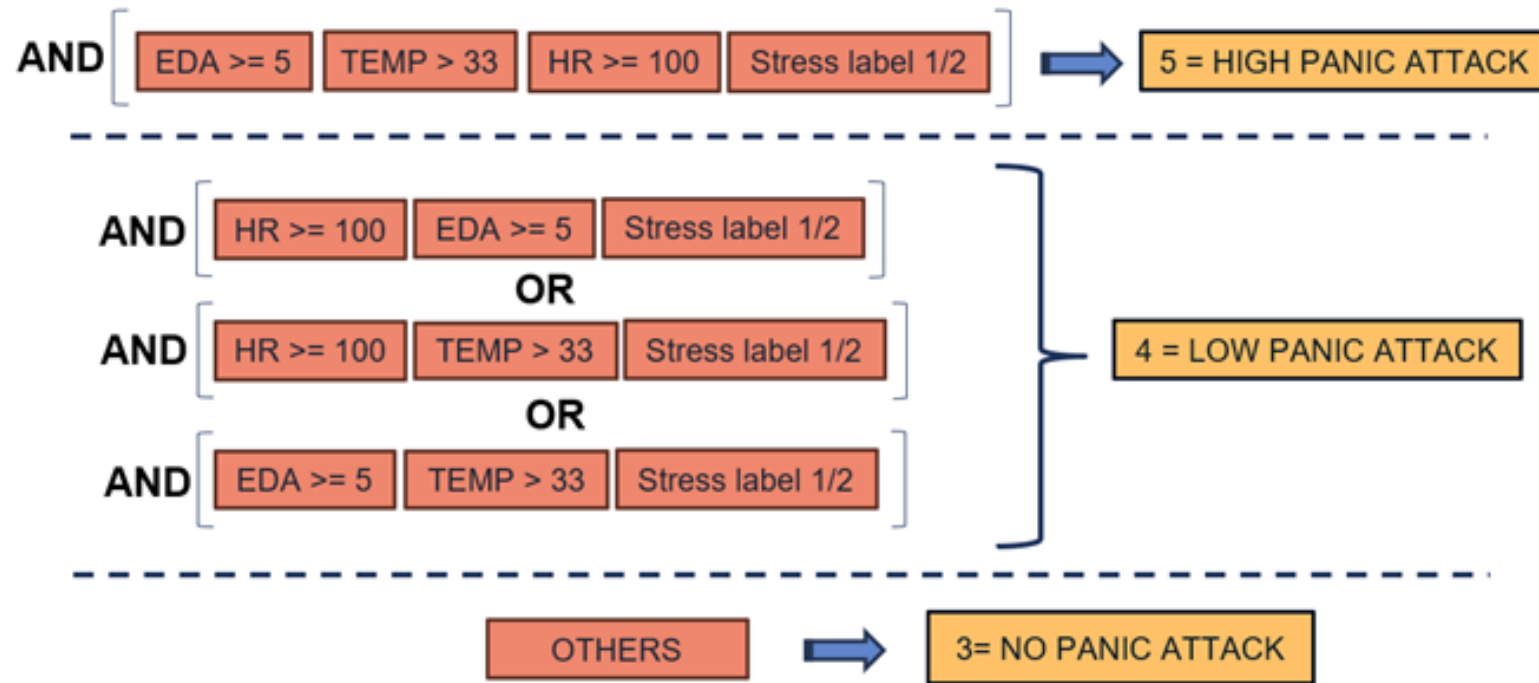 AND EDA >= 5 TEMP > 33 HR >= 100 Stress label 1/2 5 = HIGH PANIC ATTACK
AND HR >= 100 EDA >= 5 Stress label 1/2
OR
AND HR >= 100 TEMP > 33 Stress label 1/2 4 = LOW PANIC ATTACK
OR
AND EDA >= 5 TEMP > 33 Stress label 1/2
OTHERS 3= NO PANIC ATTACK